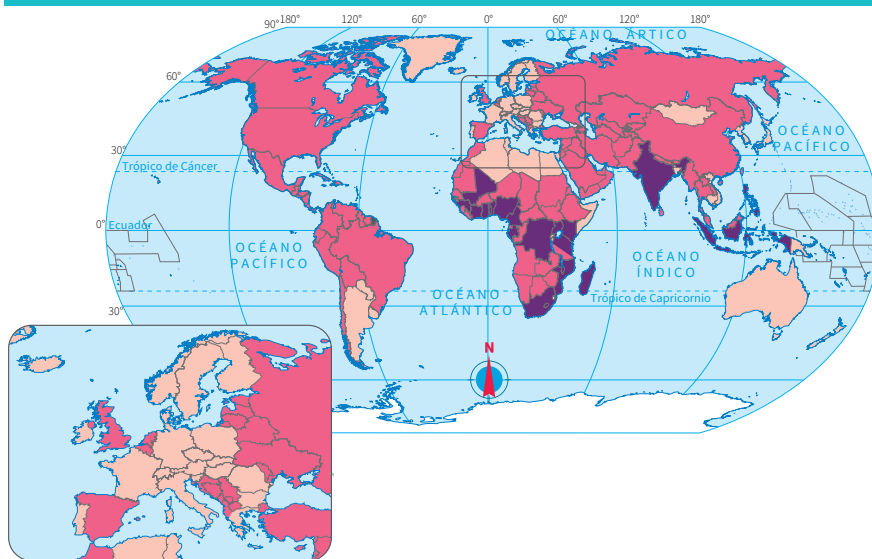 90° 180° 120° 60° 0° 60° 120° 180°
OCÉANO ÁRTICO
60°
OCÉANO
PACÍFICO
30°
Trópico de Cáncer
0° Ecuador
OCÉANO
PACÍFICO
OCÉANO
ÍNDICO
OCÉANO
ATLÁNTICO
Trópico de Capricornio
30°
N